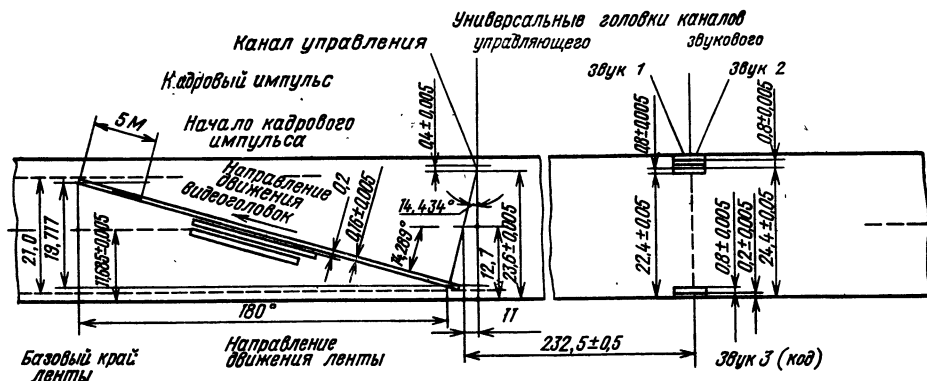 Универсальные головки каналов
Канал управления
управляющего
звукового
Кадровый импульс
Звук 1
Звук 2
5М
Начало кадрового
импульса
0,4±0,005
0,8±0,005
0,8±0,005
Направление
движения
видеоголовок
0,2
0,16±0,005
14,434°
14,289°
21,0
19,777
11,685±0,005
12,7
23,6±0,005
22,4±0,05
0,8±0,005
0,2±0,005
24,4±0,05
180°
11
232,5±0,5
Базовый край
ленты
Направление
движения ленты
Звук 3 (код)